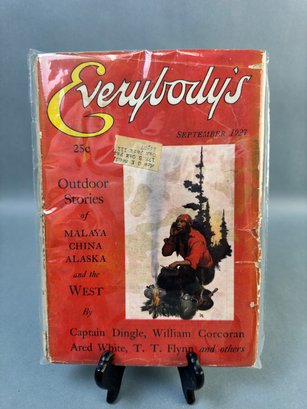 Everybody's
25c
SEPTEMBER 1927
Outdoor
Stories
of
MALAYA
CHINA
ALASKA
and the
WEST
By
Captain Dingle, William Corcoran
Ared White, T. T. Flynn and others